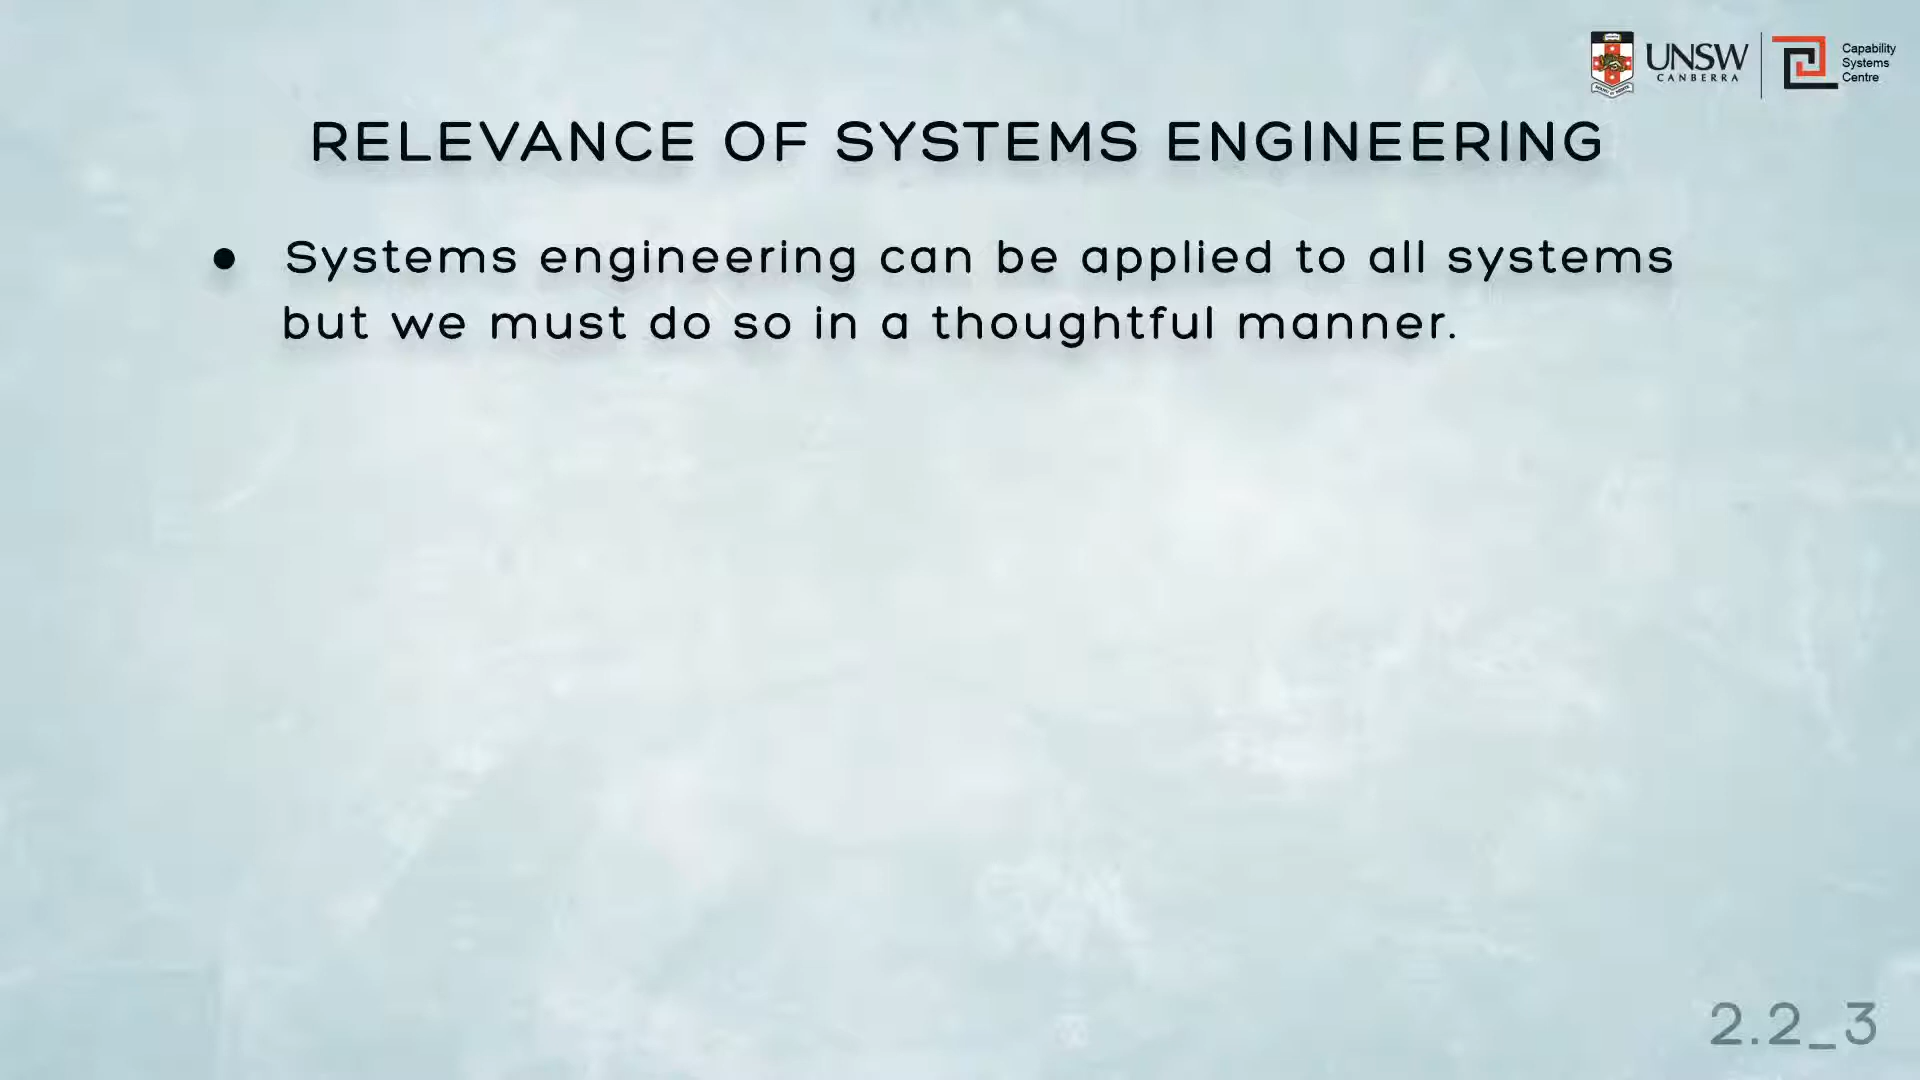 UNSW
CANBERRA
Capability
Systems
Centre
RELEVANCE OF SYSTEMS ENGINEERING
● Systems engineering can be applied to all systems
but we must do so in a thoughtful manner.
2.2_3